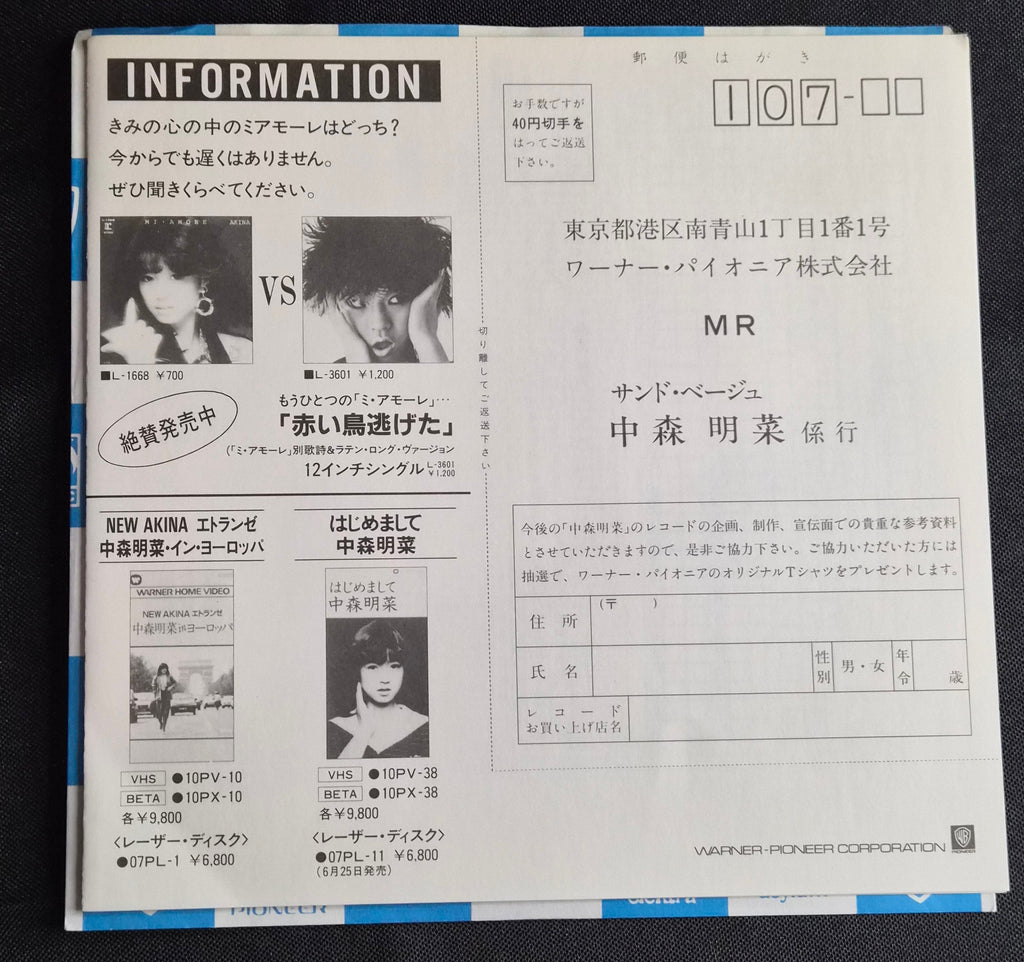 INFORMATION
きみの心の中のミアモーレはどっち?
今からでも遅くはありません。
ぜひ聞きくらべてください。
MI・AMORE AKINA
VS
■L-1668 ¥700
■L-3601 ¥1,200
絶賛発売中
もうひとつの「ミ・アモーレ」…
「赤い鳥逃げた」
(「ミ・アモーレ」別歌詩&ラテン・ロング・ヴァージョン
12インチシングル L-3601 ¥1,200
NEW AKINA エトランゼ
中森明菜・イン・ヨーロッパ
WARNER HOME VIDEO
NEW AKINA エトランゼ
中森明菜inヨーロッパ
VHS ●10PV-10
BETA ●10PX-10
各¥9,800
〈レーザー・ディスク〉
●07PL-1 ¥6,800
はじめまして
中森明菜
はじめまして
中森明菜
VHS ●10PV-38
BETA ●10PX-38
各¥9,800
〈レーザー・ディスク〉
●07PL-11 ¥6,800
(6月25日発売)
切り離してご返送下さい
郵便はがき
お手数ですが
40円切手を
はってご返送
下さい。
107-□□
東京都港区南青山1丁目1番1号
ワーナー・パイオニア株式会社
MR
サンド・ベージュ
中森 明菜 係行
今後の「中森明菜」のレコードの企画、制作、宣伝面での貴重な参考資料
とさせていただきますので、是非ご協力下さい。ご協力いただいた方には
抽選で、ワーナー・パイオニアのオリジナルTシャツをプレゼントします。
住所 (〒 )
氏名 性別 男・女 年令 歳
レコード
お買い上げ店名
WARNER-PIONEER CORPORATION
PIONEER
PIONEER